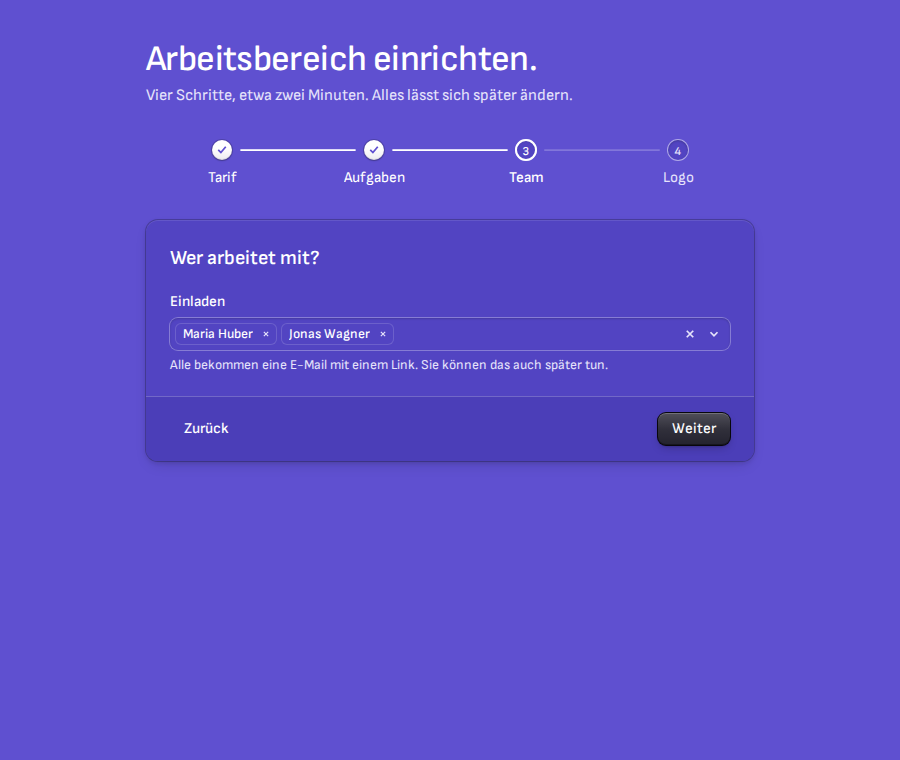 Arbeitsbereich einrichten.
Vier Schritte, etwa zwei Minuten. Alles lässt sich später ändern.
3 4
Tarif Aufgaben Team Logo
Wer arbeitet mit?
Einladen
Maria Huber × Jonas Wagner ×
Alle bekommen eine E-Mail mit einem Link. Sie können das auch später tun.
Zurück Weiter